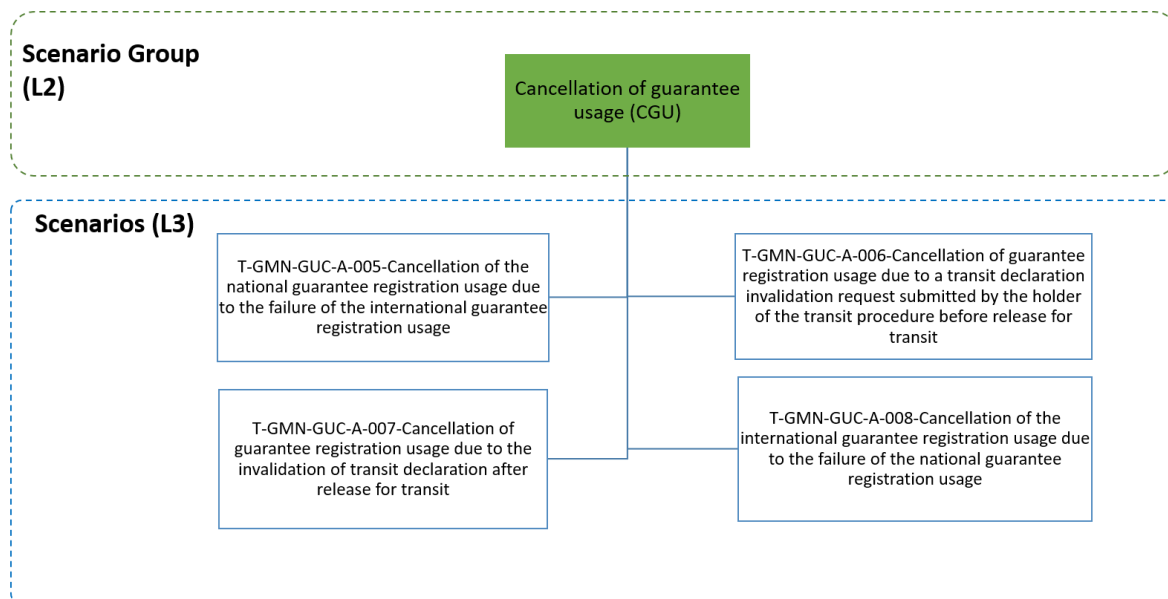 Scenario Group
(L2)
Cancellation of guarantee
usage (CGU)
Scenarios (L3)
T-GMN-GUC-A-005-Cancellation of the
national guarantee registration usage due
to the failure of the international guarantee
registration usage
T-GMN-GUC-A-006-Cancellation of guarantee
registration usage due to a transit declaration
invalidation request submitted by the holder
of the transit procedure before release for
transit
T-GMN-GUC-A-007-Cancellation of
guarantee registration usage due to the
invalidation of transit declaration after
release for transit
T-GMN-GUC-A-008-Cancellation of the
international guarantee registration usage due
to the failure of the national guarantee
registration usage